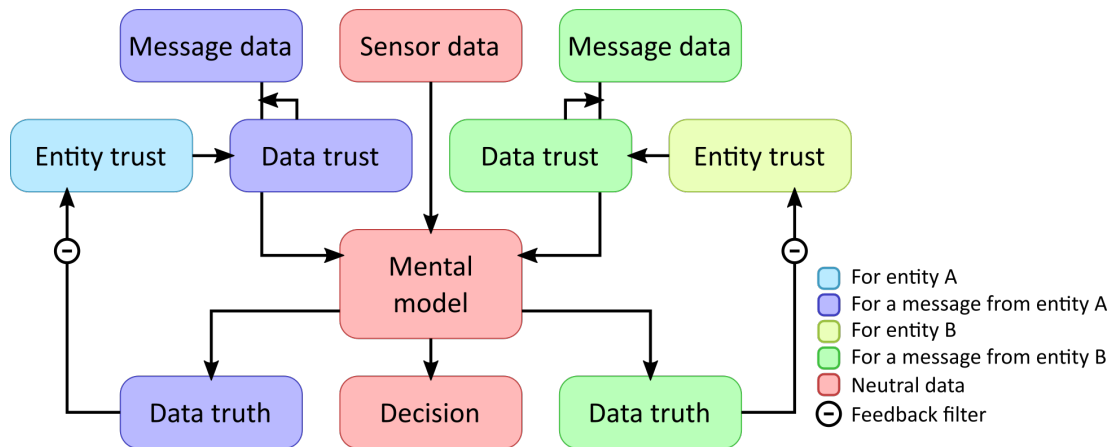 Message data
Sensor data
Message data
Entity trust
Data trust
Data trust
Entity trust
Mental
model
For entity A
For a message from entity A
For entity B
For a message from entity B
Neutral data
Feedback filter
Data truth
Decision
Data truth